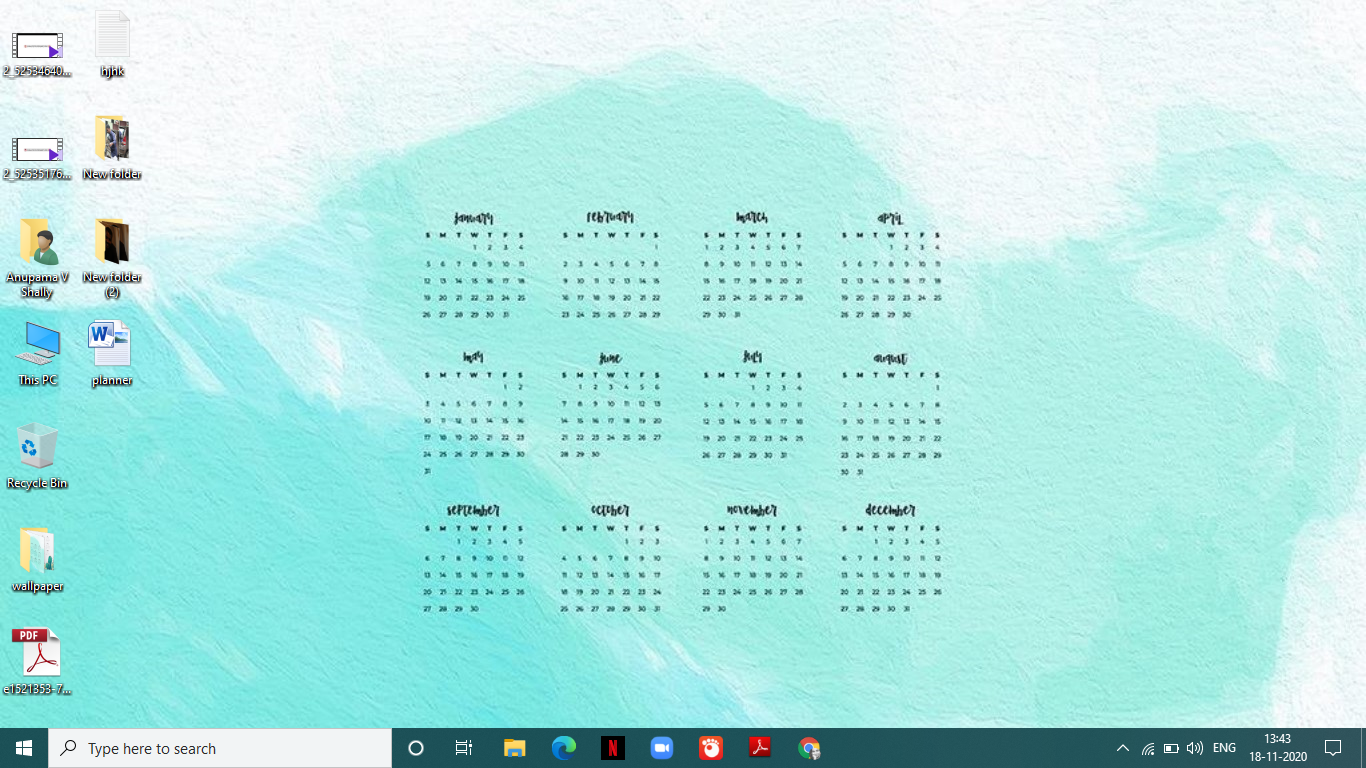 2_52534640...
hjhk
2_52535176...
New folder
Anupama V
Shally
New folder
(2)
This PC
planner
Recycle Bin
wallpaper
PDF
e1521353-7...
january
S M T W T F S
1 2 3 4
5 6 7 8 9 10 11
12 13 14 15 16 17 18
19 20 21 22 23 24 25
26 27 28 29 30 31
february
S M T W T F S
1
2 3 4 5 6 7 8
9 10 11 12 13 14 15
16 17 18 19 20 21 22
23 24 25 26 27 28 29
march
S M T W T F S
1 2 3 4 5 6 7
8 9 10 11 12 13 14
15 16 17 18 19 20 21
22 23 24 25 26 27 28
29 30 31
april
S M T W T F S
1 2 3 4
5 6 7 8 9 10 11
12 13 14 15 16 17 18
19 20 21 22 23 24 25
26 27 28 29 30
may
S M T W T F S
1 2
3 4 5 6 7 8 9
10 11 12 13 14 15 16
17 18 19 20 21 22 23
24 25 26 27 28 29 30
31
june
S M T W T F S
1 2 3 4 5 6
7 8 9 10 11 12 13
14 15 16 17 18 19 20
21 22 23 24 25 26 27
28 29 30
july
S M T W T F S
1 2 3 4
5 6 7 8 9 10 11
12 13 14 15 16 17 18
19 20 21 22 23 24 25
26 27 28 29 30 31
august
S M T W T F S
1
2 3 4 5 6 7 8
9 10 11 12 13 14 15
16 17 18 19 20 21 22
23 24 25 26 27 28 29
30 31
september
S M T W T F S
1 2 3 4 5
6 7 8 9 10 11 12
13 14 15 16 17 18 19
20 21 22 23 24 25 26
27 28 29 30
october
S M T W T F S
1 2 3
4 5 6 7 8 9 10
11 12 13 14 15 16 17
18 19 20 21 22 23 24
25 26 27 28 29 30 31
november
S M T W T F S
1 2 3 4 5 6 7
8 9 10 11 12 13 14
15 16 17 18 19 20 21
22 23 24 25 26 27 28
29 30
december
S M T W T F S
1 2 3 4 5
6 7 8 9 10 11 12
13 14 15 16 17 18 19
20 21 22 23 24 25 26
27 28 29 30 31
Type here to search
ENG
13:43
18-11-2020